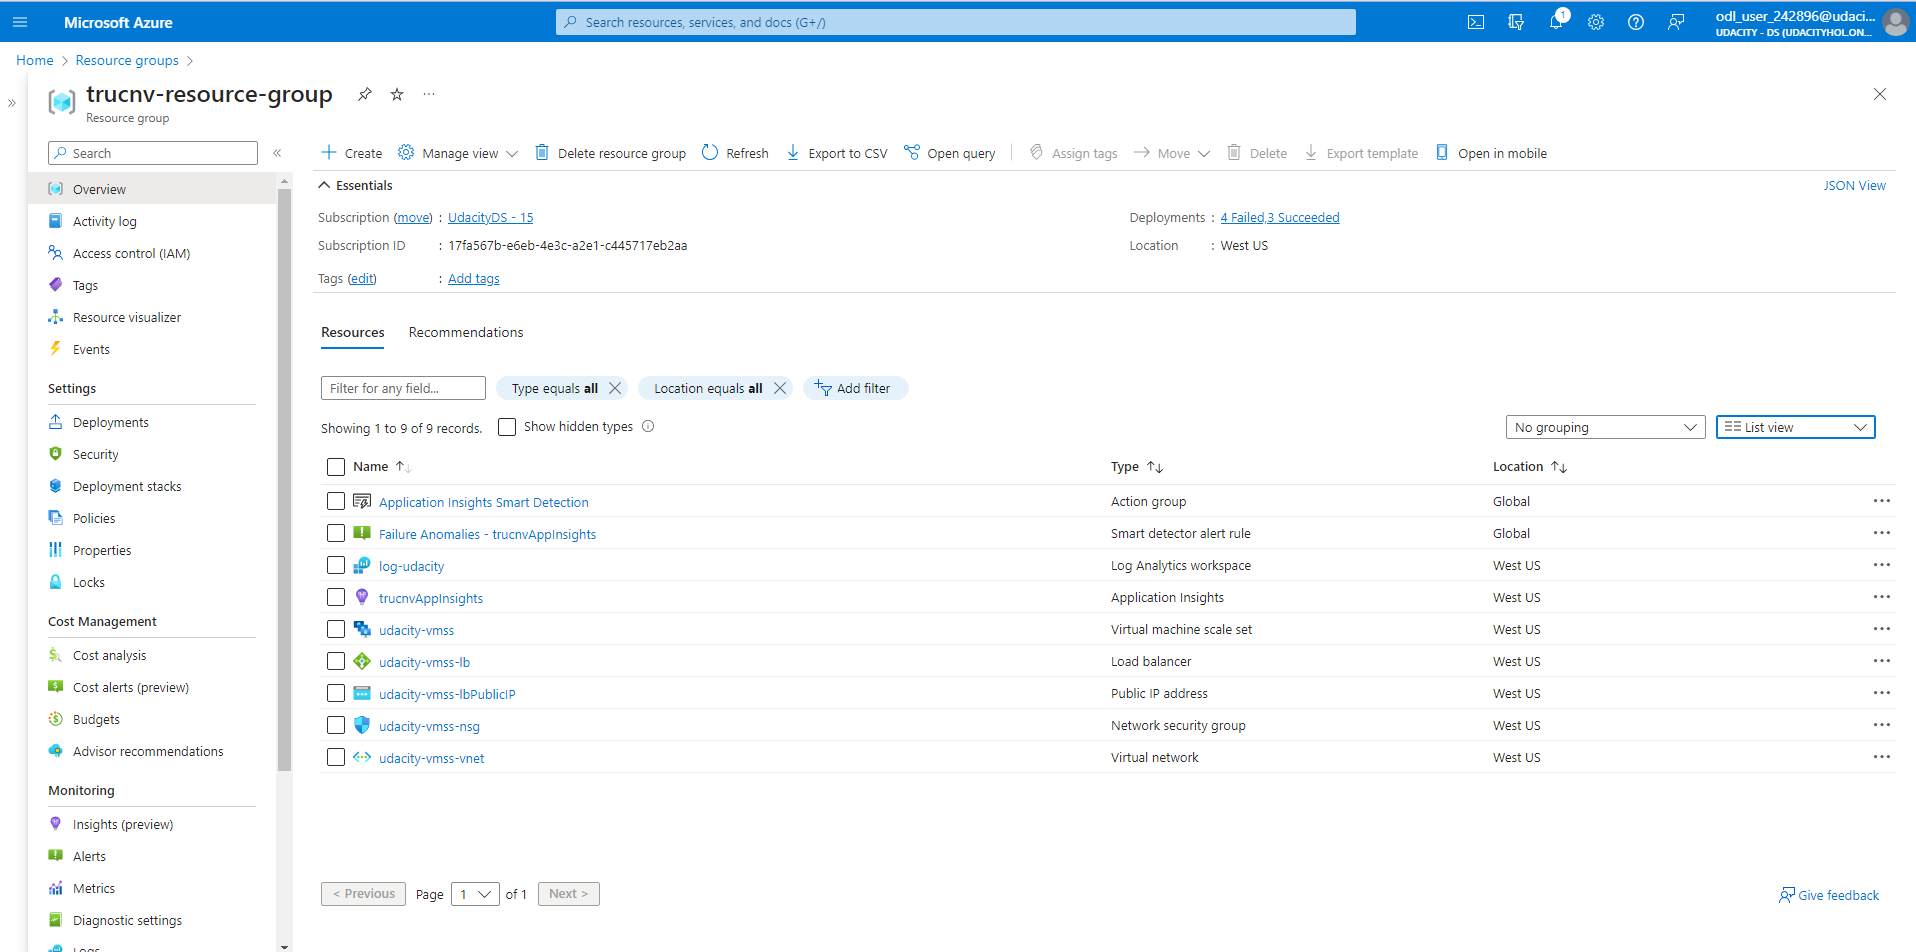 Microsoft Azure
Search resources, services, and docs (G+/)
1
odl_user_242896@udaci...
UDACITY - DS (UDACITYHOL.ON...
Home > Resource groups >
trucnv-resource-group
Resource group
Search
Create
Manage view
Delete resource group
Refresh
Export to CSV
Open query
Assign tags
Move
Delete
Export template
Open in mobile
Overview
Activity log
Access control (IAM)
Tags
Resource visualizer
Events
Settings
Deployments
Security
Deployment stacks
Policies
Properties
Locks
Cost Management
Cost analysis
Cost alerts (preview)
Budgets
Advisor recommendations
Monitoring
Insights (preview)
Alerts
Metrics
Diagnostic settings
Logs
Essentials
JSON View
Subscription (move) : UdacityDS - 15
Subscription ID : 17fa567b-e6eb-4e3c-a2e1-c445717eb2aa
Tags (edit) : Add tags
Deployments : 4 Failed,3 Succeeded
Location : West US
Resources
Recommendations
Filter for any field...
Type equals all
Location equals all
Add filter
Showing 1 to 9 of 9 records.
Show hidden types
No grouping
List view
Name Type Location
Application Insights Smart Detection Action group Global
Failure Anomalies - trucnvAppInsights Smart detector alert rule Global
log-udacity Log Analytics workspace West US
trucnvAppInsights Application Insights West US
udacity-vmss Virtual machine scale set West US
udacity-vmss-lb Load balancer West US
udacity-vmss-lbPublicIP Public IP address West US
udacity-vmss-nsg Network security group West US
udacity-vmss-vnet Virtual network West US
< Previous Page 1 of 1 Next >
Give feedback